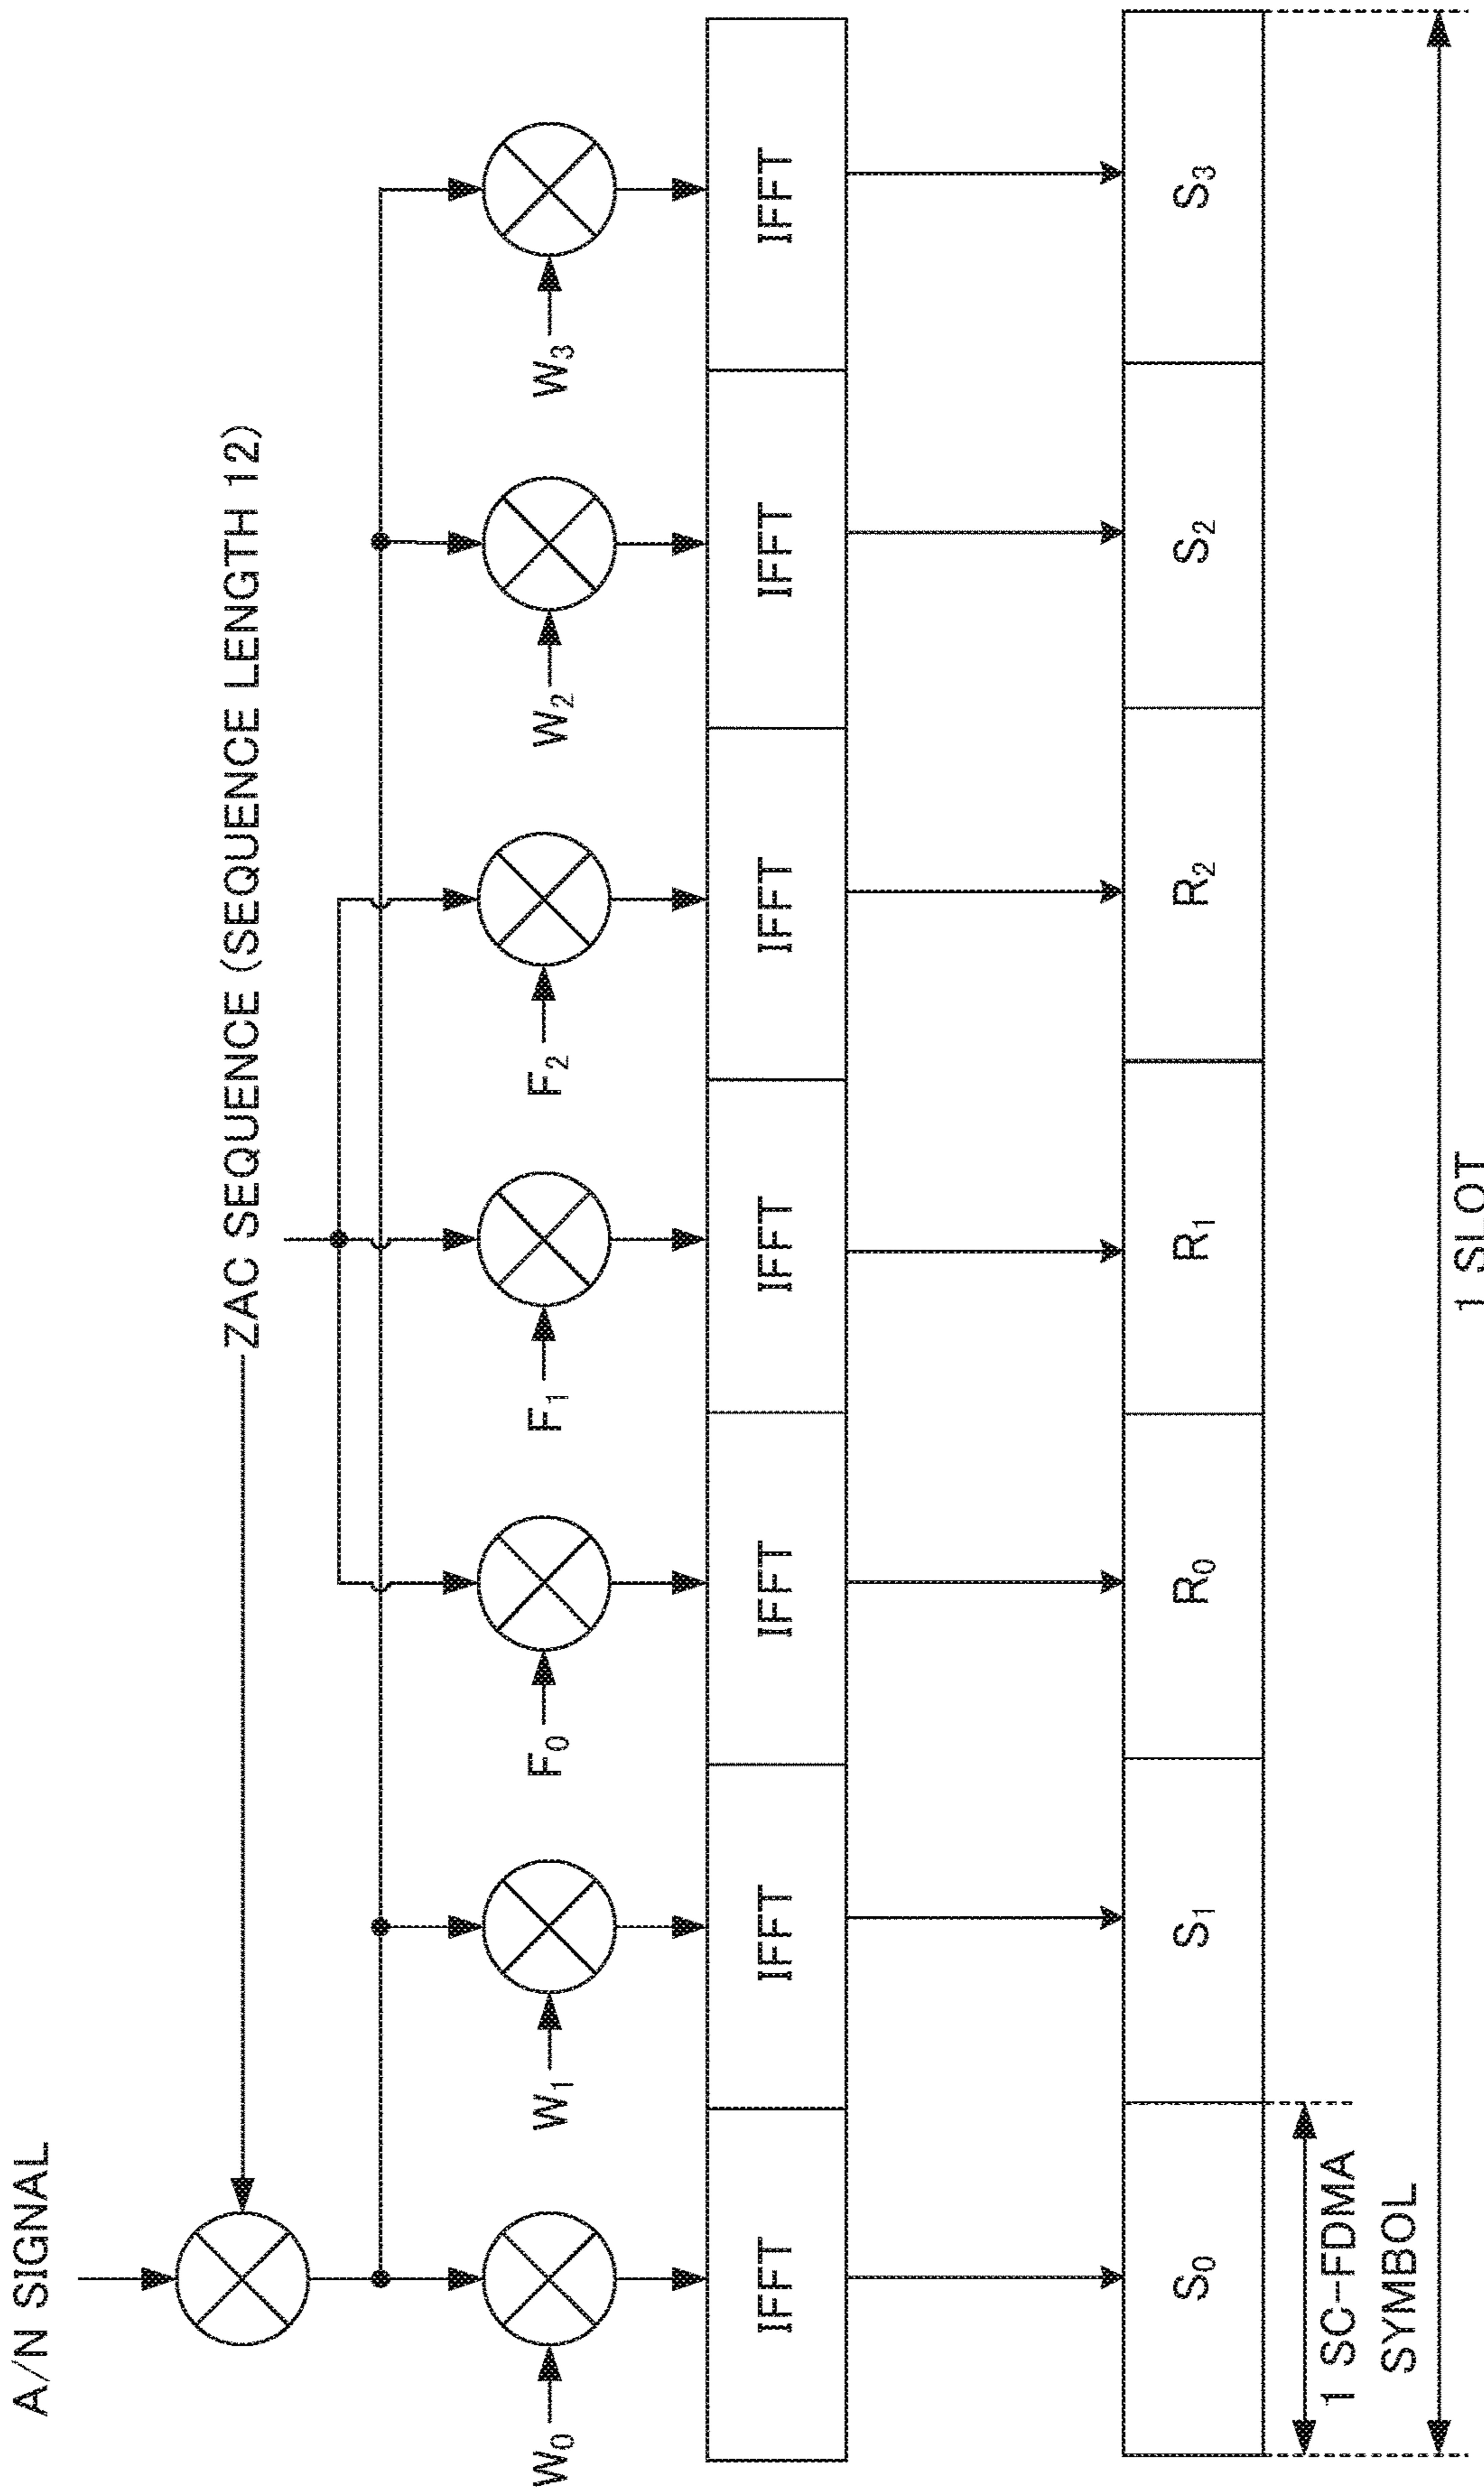 A/N SIGNAL
ZAC SEQUENCE (SEQUENCE LENGTH 12)
W₀
W₁
F₀
F₁
F₂
W₂
W₃
IFFT
IFFT
IFFT
IFFT
IFFT
IFFT
IFFT
S₀
S₁
R₀
R₁
R₂
S₂
S₃
1 SC-FDMA
SYMBOL
1 SLOT